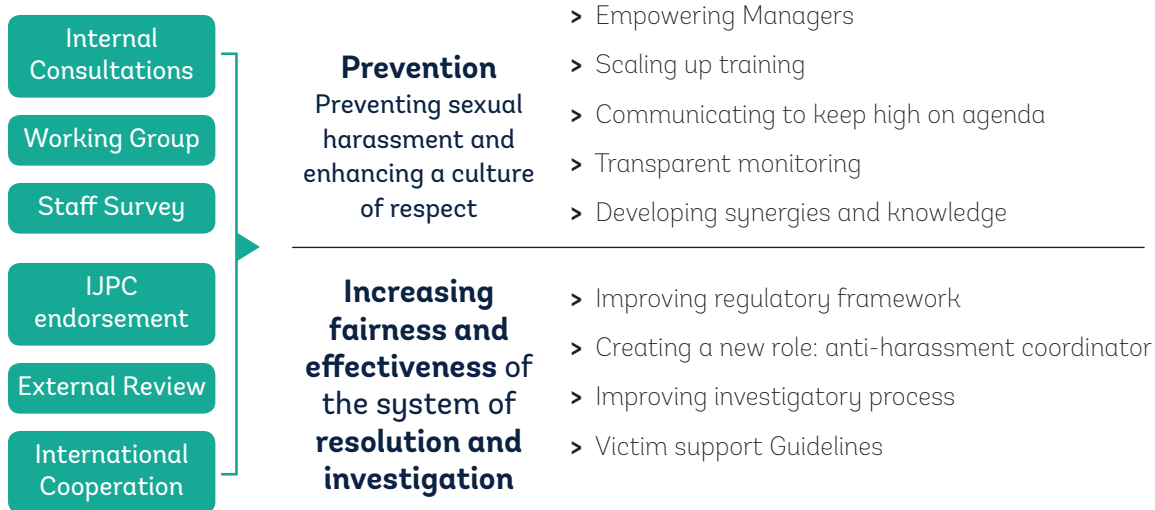 Internal
Consultations
Working Group
Staff Survey
IJPC
endorsement
External Review
International
Cooperation
Prevention
Preventing sexual
harassment and
enhancing a culture
of respect
> Empowering Managers
> Scaling up training
> Communicating to keep high on agenda
> Transparent monitoring
> Developing synergies and knowledge
Increasing
fairness and
effectiveness of
the system of
resolution and
investigation
> Improving regulatory framework
> Creating a new role: anti-harassment coordinator
> Improving investigatory process
> Victim support Guidelines